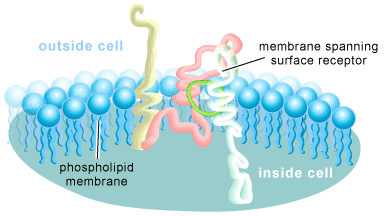 outside cell
membrane spanning
surface receptor
phospholipid
membrane
inside cell